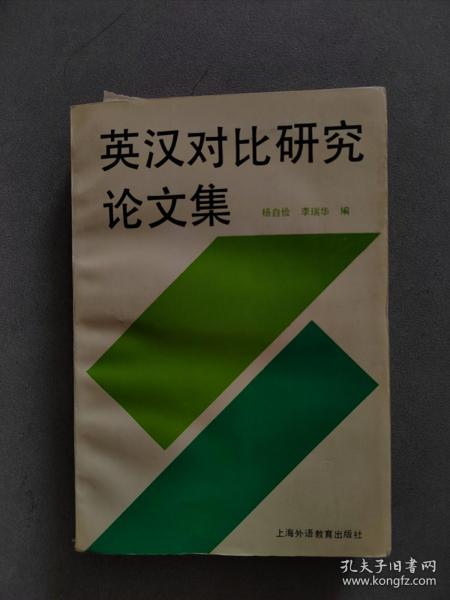 英汉对比研究
论文集
杨自俭 李瑞华 编
上海外语教育出版社
孔夫子旧书网
www.kongfz.com